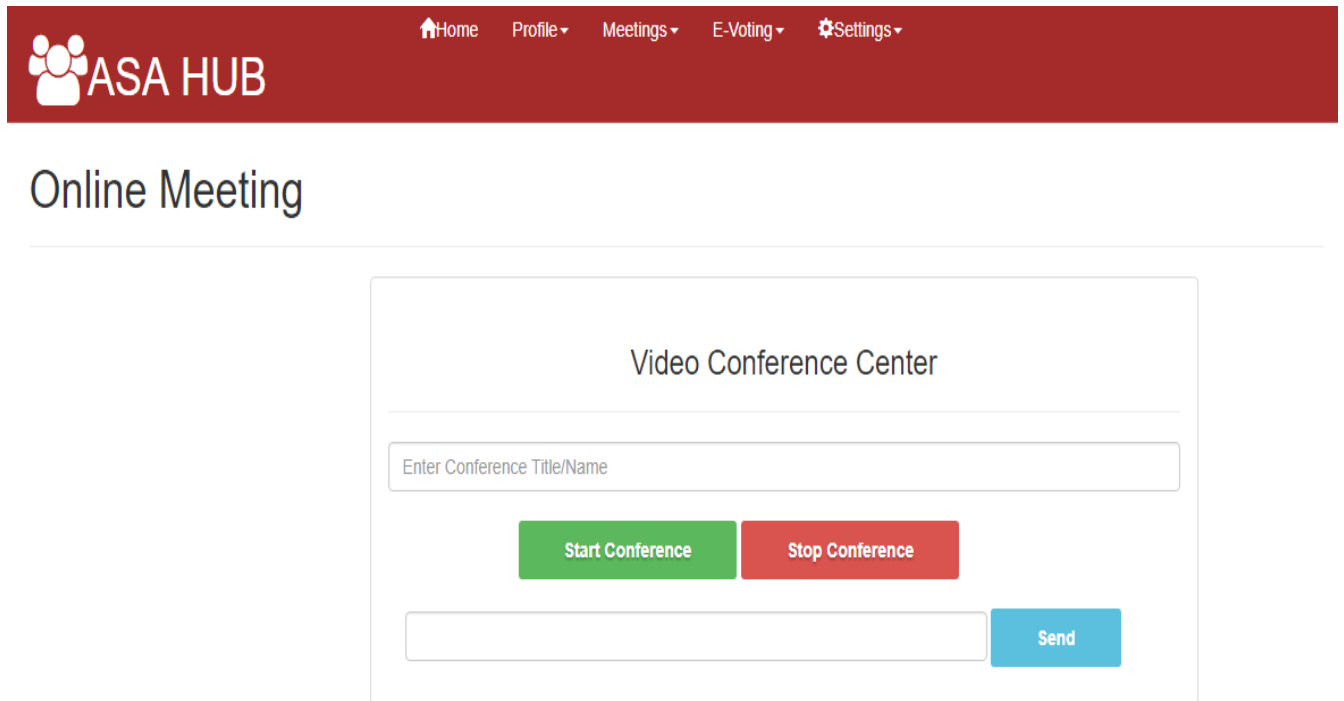 Home Profile Meetings E-Voting Settings
ASA HUB
Online Meeting
Video Conference Center
Enter Conference Title/Name
Start Conference Stop Conference
Send